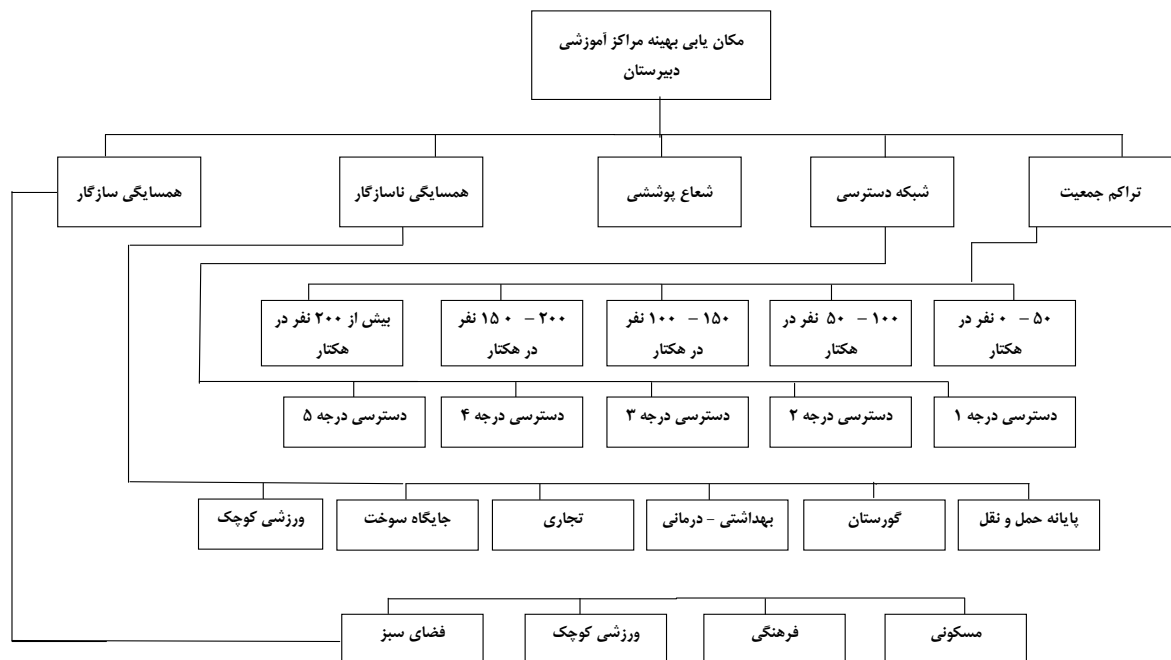 مکان یابی بهینه مراکز آموزشی
دبیرستان
تراکم جمعیت
شبکه دسترسی
شعاع پوششی
همسایگی ناسازگار
همسایگی سازگار
۵۰ – ۰ نفر در
هکتار
۱۰۰ – ۵۰ نفر در
هکتار
۱۵۰ – ۱۰۰ نفر
در هکتار
۲۰۰ – ۱۵۰ نفر
در هکتار
بیش از ۲۰۰ نفر در
هکتار
دسترسی درجه ۱
دسترسی درجه ۲
دسترسی درجه ۳
دسترسی درجه ۴
دسترسی درجه ۵
پایانه حمل و نقل
گورستان
بهداشتی - درمانی
تجاری
جایگاه سوخت
ورزشی کوچک
مسکونی
فرهنگی
ورزشی کوچک
فضای سبز